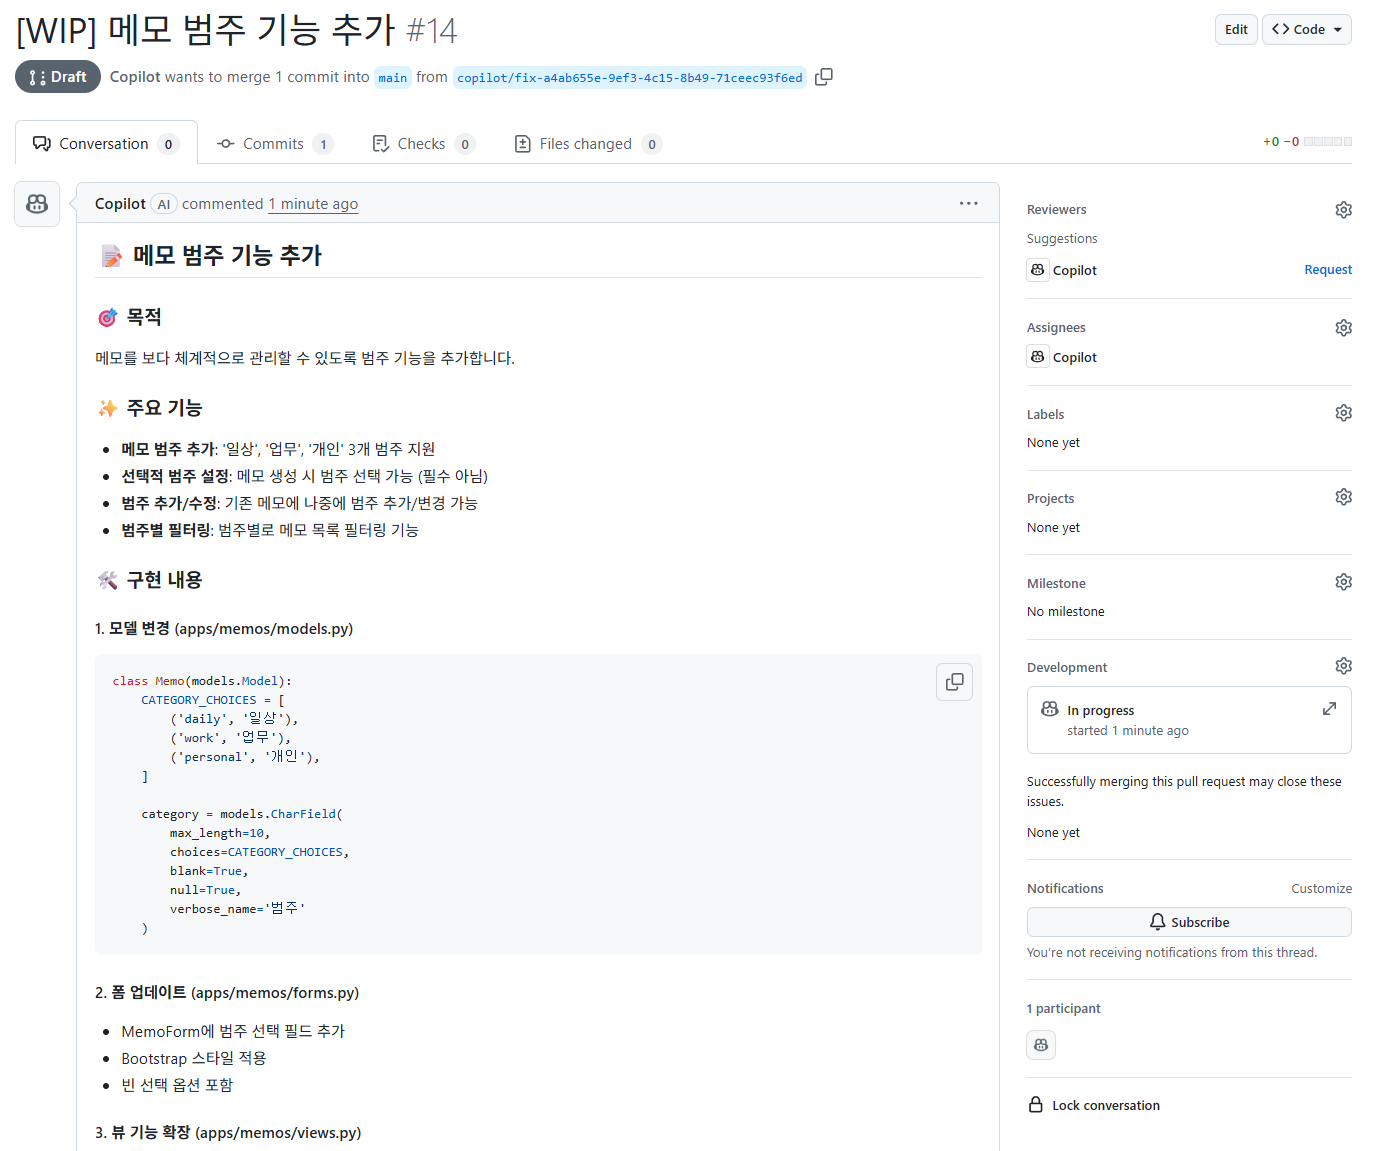 [WIP] 메모 범주 기능 추가 #14
Edit
Code
Draft
Copilot wants to merge 1 commit into main from copilot/fix-a4ab655e-9ef3-4c15-8b49-71ceec93f6ed
Conversation 0
Commits 1
Checks 0
Files changed 0
+0 −0
Copilot AI commented 1 minute ago
📝 메모 범주 기능 추가
🎯 목적
메모를 보다 체계적으로 관리할 수 있도록 범주 기능을 추가합니다.
✨ 주요 기능
• 메모 범주 추가: '일상', '업무', '개인' 3개 범주 지원
• 선택적 범주 설정: 메모 생성 시 범주 선택 가능 (필수 아님)
• 범주 추가/수정: 기존 메모에 나중에 범주 추가/변경 가능
• 범주별 필터링: 범주별로 메모 목록 필터링 기능
🛠️ 구현 내용
1. 모델 변경 (apps/memos/models.py)
class Memo(models.Model):
    CATEGORY_CHOICES = [
        ('daily', '일상'),
        ('work', '업무'),
        ('personal', '개인'),
    ]
    category = models.CharField(
        max_length=10,
        choices=CATEGORY_CHOICES,
        blank=True,
        null=True,
        verbose_name='범주'
    )
2. 폼 업데이트 (apps/memos/forms.py)
• MemoForm에 범주 선택 필드 추가
• Bootstrap 스타일 적용
• 빈 선택 옵션 포함
3. 뷰 기능 확장 (apps/memos/views.py)
Reviewers
Suggestions
Copilot
Request
Assignees
Copilot
Labels
None yet
Projects
None yet
Milestone
No milestone
Development
In progress
started 1 minute ago
Successfully merging this pull request may close these
issues.
None yet
Notifications
Customize
Subscribe
You're not receiving notifications from this thread.
1 participant
Lock conversation